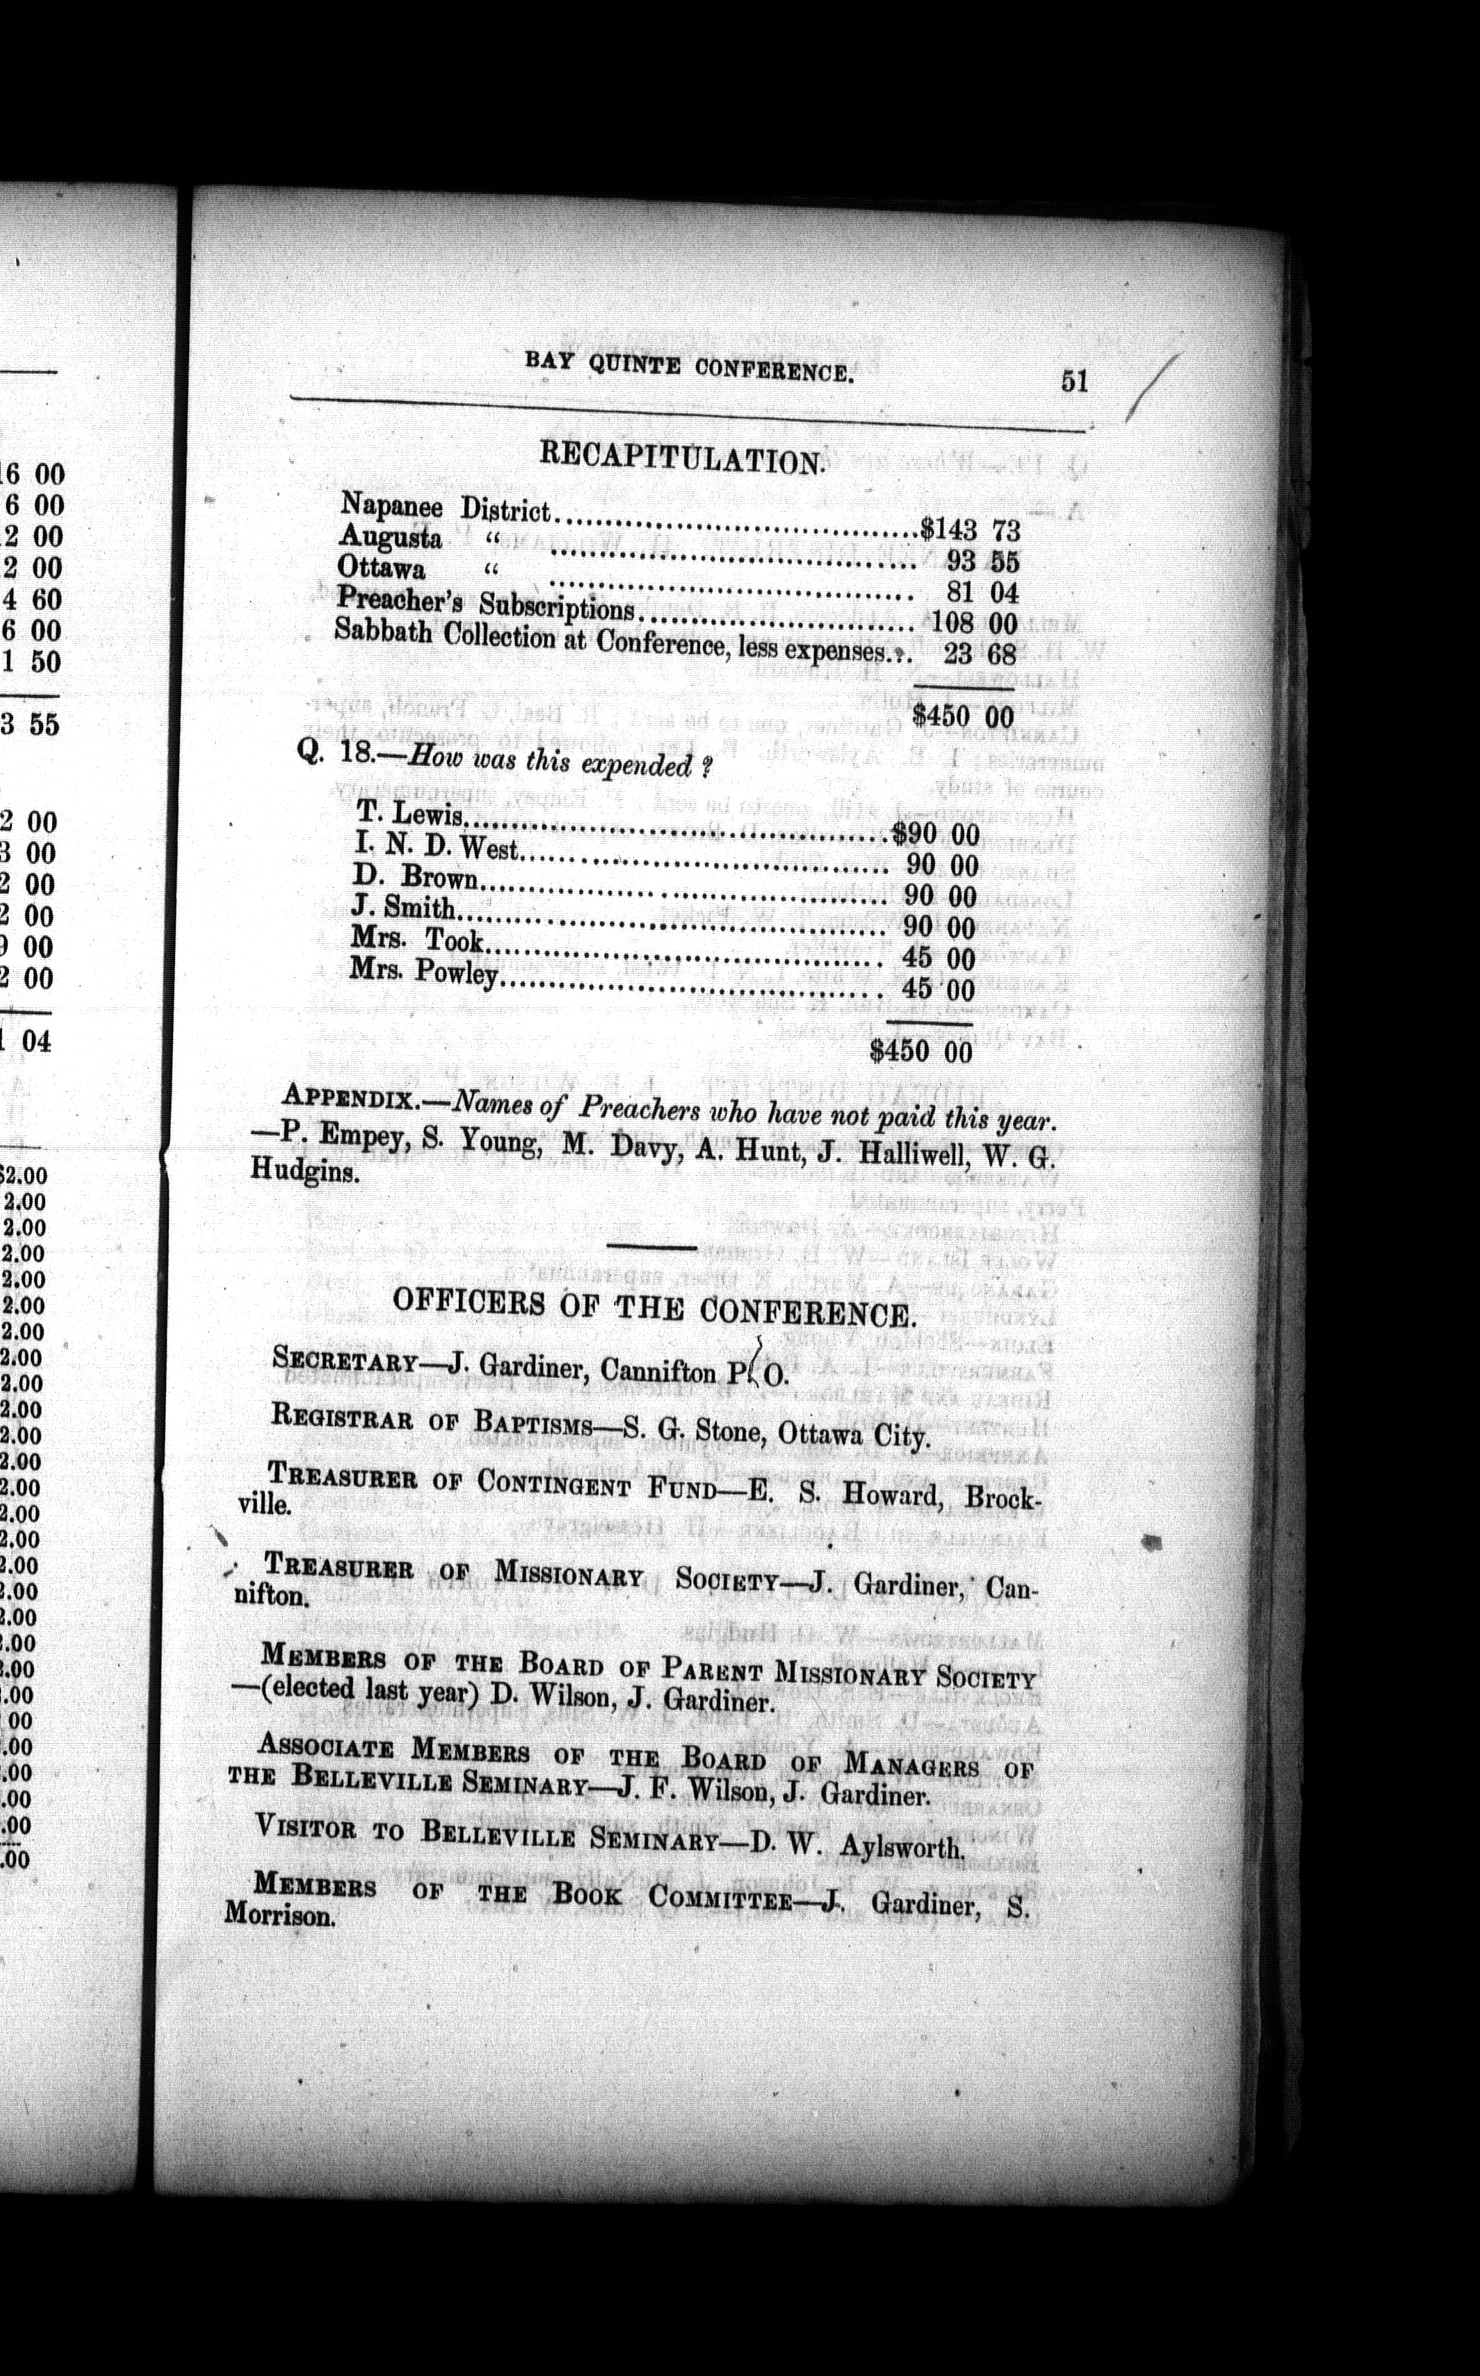 BAY QUINTE CONFERENCE. 51
RECAPITULATION.
Napanee District..................................$143 73
Augusta “ .................................. 93 55
Ottawa “ .................................. 81 04
Preacher's Subscriptions............................ 108 00
Sabbath Collection at Conference, less expenses... 23 68
$450 00
Q. 18.—How was this expended?
T. Lewis..........................................$90 00
I. N. D. West..................................... 90 00
D. Brown.......................................... 90 00
J. Smith........................................... 90 00
Mrs. Took........................................ 45 00
Mrs. Powley...................................... 45 00
$450 00
APPENDIX.—Names of Preachers who have not paid this year.
—P. Empey, S. Young, M. Davy, A. Hunt, J. Halliwell, W. G.
Hudgins.
OFFICERS OF THE CONFERENCE.
SECRETARY—J. Gardiner, Cannifton P. O.
REGISTRAR OF BAPTISMS—S. G. Stone, Ottawa City.
TREASURER OF CONTINGENT FUND—E. S. Howard, Brock-
ville.
TREASURER OF MISSIONARY SOCIETY—J. Gardiner, Can-
nifton.
MEMBERS OF THE BOARD OF PARENT MISSIONARY SOCIETY
—(elected last year) D. Wilson, J. Gardiner.
ASSOCIATE MEMBERS OF THE BOARD OF MANAGERS OF
THE BELLEVILLE SEMINARY—J. F. Wilson, J. Gardiner.
VISITOR TO BELLEVILLE SEMINARY—D. W. Aylsworth.
MEMBERS OF THE BOOK COMMITTEE—J. Gardiner, S.
Morrison.